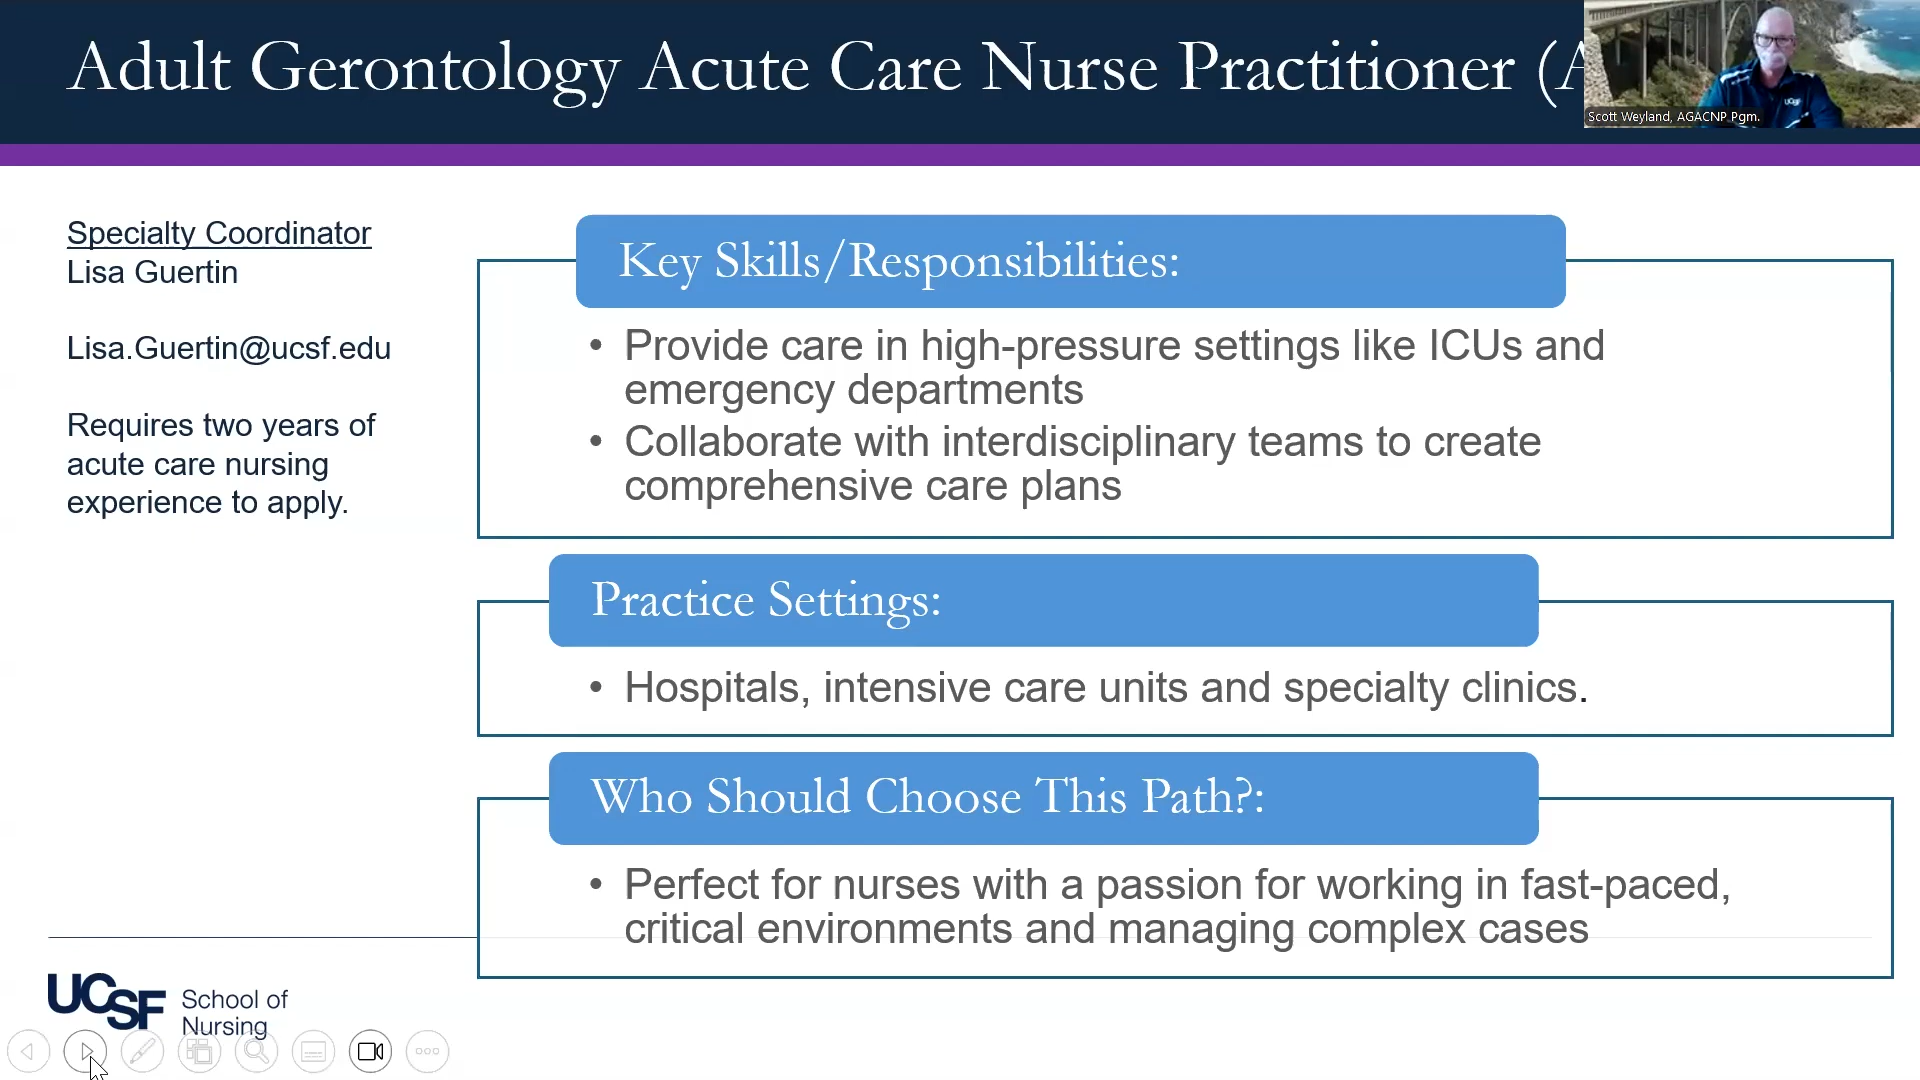 Adult Gerontology Acute Care Nurse Practitioner (A
Scott Weyland, AGACNP Pgm.
UCSF
Specialty Coordinator
Lisa Guertin
Lisa.Guertin@ucsf.edu
Requires two years of
acute care nursing
experience to apply.
Key Skills/Responsibilities:
• Provide care in high-pressure settings like ICUs and
emergency departments
• Collaborate with interdisciplinary teams to create
comprehensive care plans
Practice Settings:
• Hospitals, intensive care units and specialty clinics.
Who Should Choose This Path?:
• Perfect for nurses with a passion for working in fast-paced,
critical environments and managing complex cases
UCSF
School of
Nursing